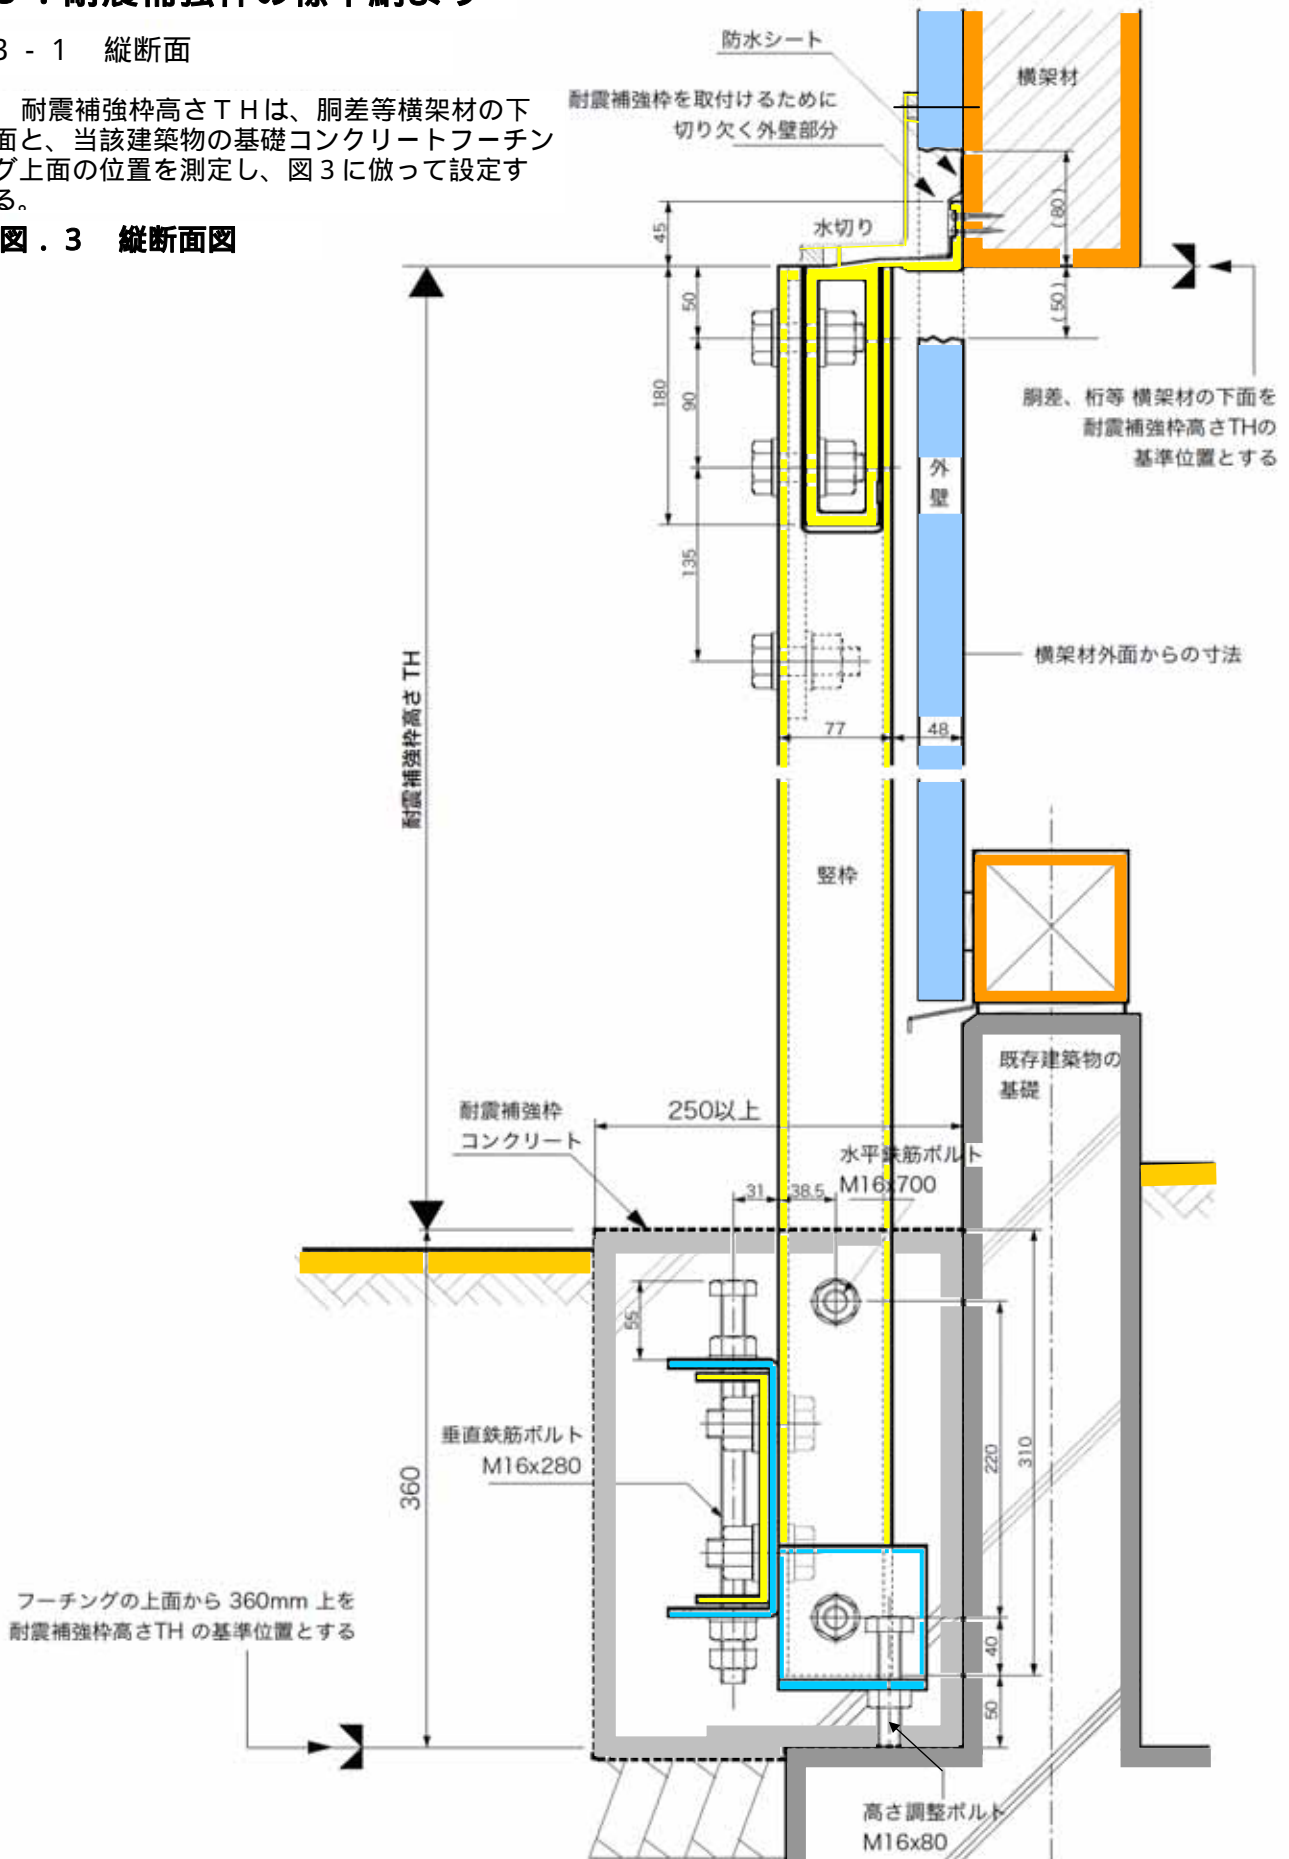 3 - 1　縦断面
耐震補強枠高さＴＨは、胴差等横架材の下
面と、当該建築物の基礎コンクリートフーチン
グ上面の位置を測定し、図３に倣って設定す
る。
図．3　縦断面図
防水シート
耐震補強枠を取付けるために
切り欠く外壁部分
横架材
水切り
45
(80)
(50)
50
180
90
135
胴差、桁等 横架材の下面を
耐震補強枠高さTHの
基準位置とする
外
壁
横架材外面からの寸法
77
48
耐震補強枠高さ TH
竪枠
既存建築物の
基礎
耐震補強枠
コンクリート
250以上
水平鉄筋ボルト
M16x700
31
38.5
55
垂直鉄筋ボルト
M16x280
360
220
310
フーチングの上面から 360mm 上を
耐震補強枠高さTH の基準位置とする
40
50
高さ調整ボルト
M16x80